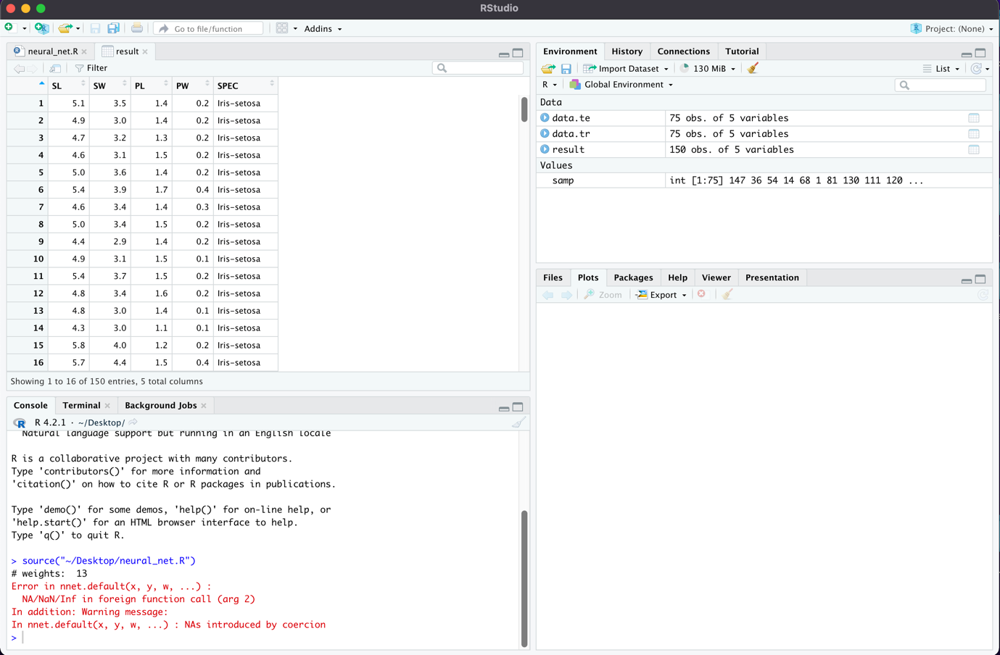 RStudio
Go to file/function
Addins
Project: (None)
neural_net.R
result
Filter
SL SW PL PW SPEC
1 5.1 3.5 1.4 0.2 Iris-setosa
2 4.9 3.0 1.4 0.2 Iris-setosa
3 4.7 3.2 1.3 0.2 Iris-setosa
4 4.6 3.1 1.5 0.2 Iris-setosa
5 5.0 3.6 1.4 0.2 Iris-setosa
6 5.4 3.9 1.7 0.4 Iris-setosa
7 4.6 3.4 1.4 0.3 Iris-setosa
8 5.0 3.4 1.5 0.2 Iris-setosa
9 4.4 2.9 1.4 0.2 Iris-setosa
10 4.9 3.1 1.5 0.1 Iris-setosa
11 5.4 3.7 1.5 0.2 Iris-setosa
12 4.8 3.4 1.6 0.2 Iris-setosa
13 4.8 3.0 1.4 0.1 Iris-setosa
14 4.3 3.0 1.1 0.1 Iris-setosa
15 5.8 4.0 1.2 0.2 Iris-setosa
16 5.7 4.4 1.5 0.4 Iris-setosa
Showing 1 to 16 of 150 entries, 5 total columns
Console Terminal Background Jobs
R 4.2.1 · ~/Desktop/
Natural language support but running in an English locale
R is a collaborative project with many contributors.
Type 'contributors()' for more information and
'citation()' on how to cite R or R packages in publications.
Type 'demo()' for some demos, 'help()' for on-line help, or
'help.start()' for an HTML browser interface to help.
Type 'q()' to quit R.
> source("~/Desktop/neural_net.R")
# weights:  13
Error in nnet.default(x, y, w, ...) :
NA/NaN/Inf in foreign function call (arg 2)
In addition: Warning message:
In nnet.default(x, y, w, ...) : NAs introduced by coercion
>
Environment History Connections Tutorial
Import Dataset 130 MiB List
R Global Environment
Data
data.te 75 obs. of 5 variables
data.tr 75 obs. of 5 variables
result 150 obs. of 5 variables
Values
samp int [1:75] 147 36 54 14 68 1 81 130 111 120 ...
Files Plots Packages Help Viewer Presentation
Zoom Export